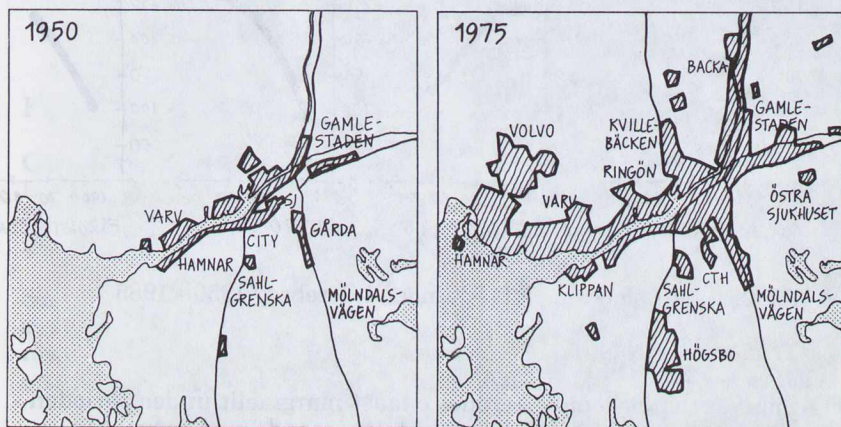 1950
GAMLE-
STADEN
SJ
VARV
CITY
GÅRDA
HAMNAR
SAHL-
GRENSKA
MÖLNDALS-
VÄGEN
1975
BACKA
GAMLE-
STADEN
VOLVO
KVILLE-
BÄCKEN
RINGÖN
VARV
ÖSTRA
SJUKHUSET
HAMNAR
KLIPPAN
SAHL-
GRENSKA
CTH
MÖLNDALS-
VÄGEN
HÖGSBO